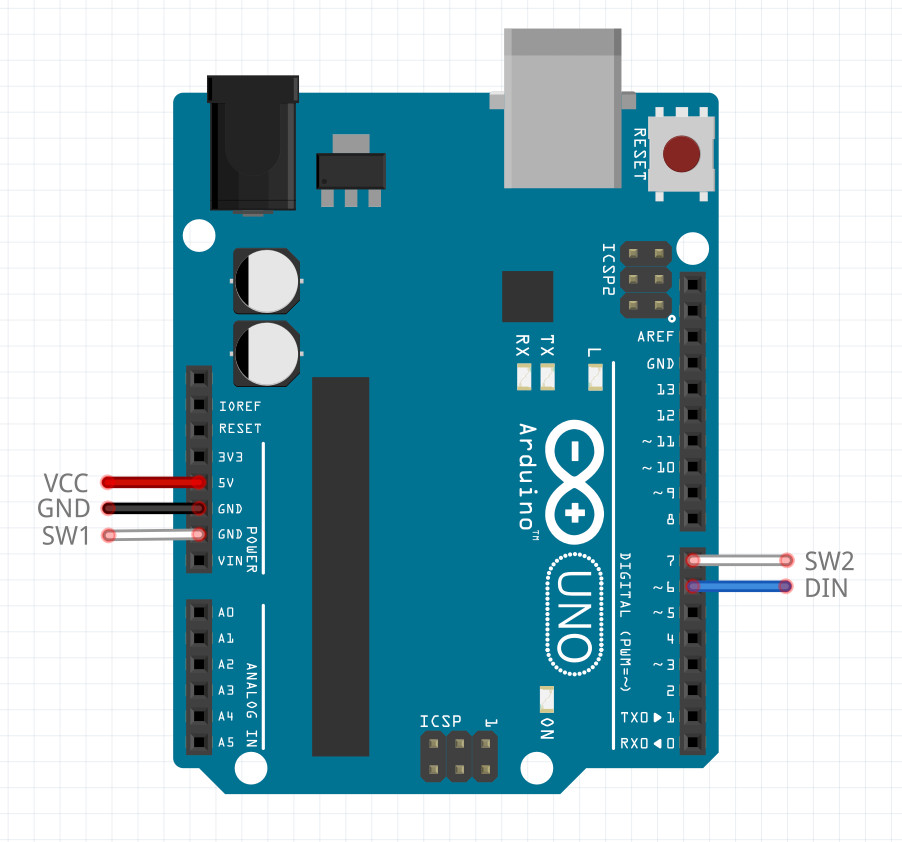 RESET
ICSP2
AREF
GND
13
12
~11
~10
~9
8
RX
TX
L
IOREF
RESET
3V3
5V
GND
GND
VIN
POWER
VCC
GND
SW1
Arduino™
UNO
DIGITAL (PWM=~)
7
~6
~5
4
~3
2
TX0▶1
RX0◀0
SW2
DIN
A0
A1
A2
A3
A4
A5
ANALOG IN
ICSP
1
ON